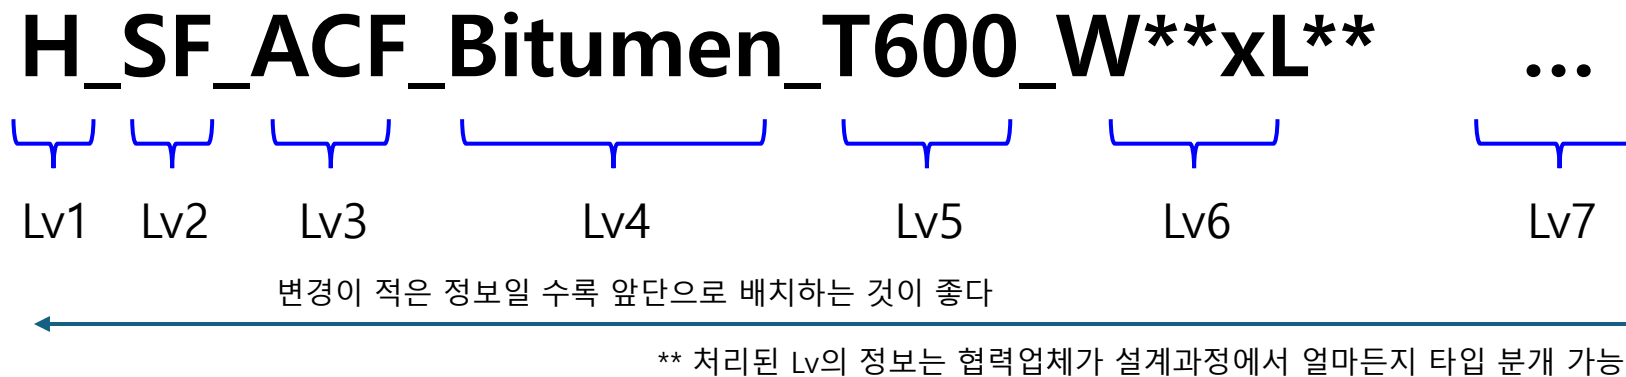 H_SF_ACF_Bitumen_T600_W**xL** ...
Lv1 Lv2 Lv3 Lv4 Lv5 Lv6 Lv7
변경이 적은 정보일 수록 앞단으로 배치하는 것이 좋다
** 처리된 Lv의 정보는 협력업체가 설계과정에서 얼마든지 타입 분개 가능